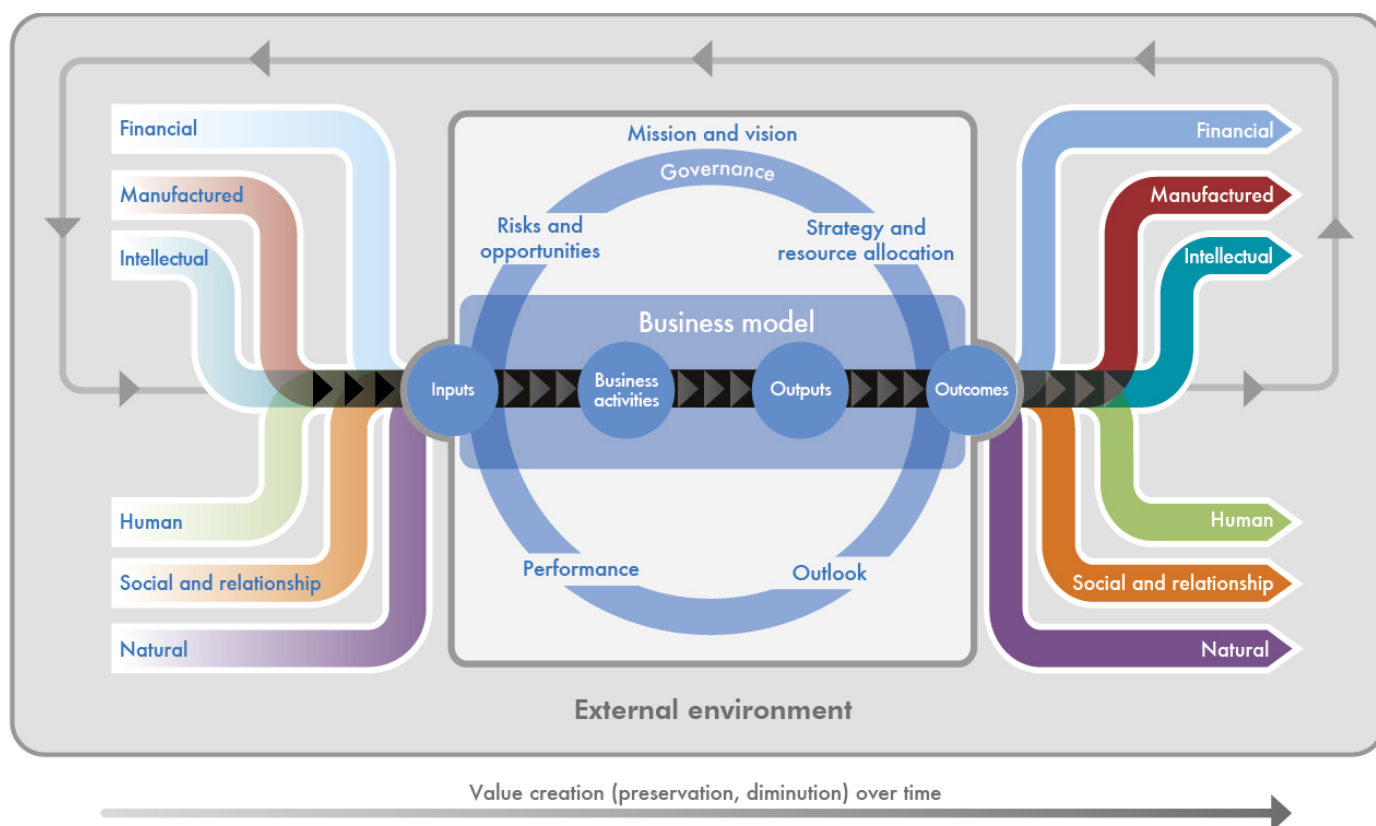 Financial
Manufactured
Intellectual
Human
Social and relationship
Natural
Mission and vision
Governance
Risks and
opportunities
Strategy and
resource allocation
Business model
Inputs
Business
activities
Outputs
Outcomes
Performance
Outlook
Financial
Manufactured
Intellectual
Human
Social and relationship
Natural
External environment
Value creation (preservation, diminution) over time